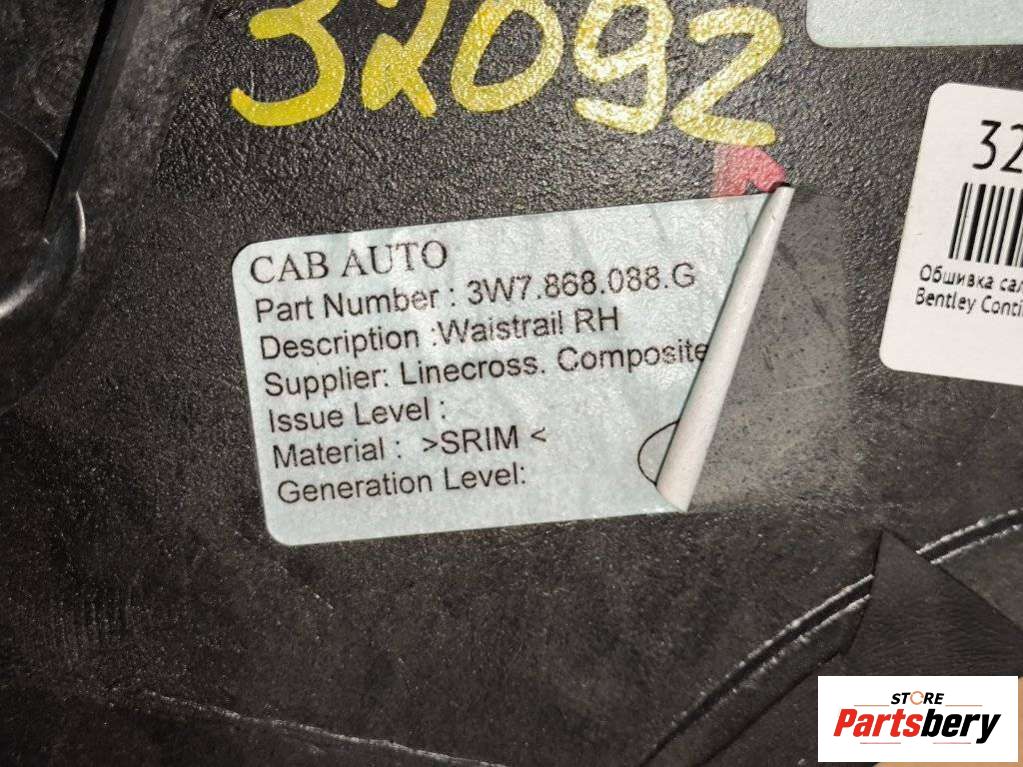 32092
CAB AUTO
Part Number : 3W7.868.088.G
Description :Waistrail RH
Supplier: Linecross. Composite
Issue Level :
Material : >SRIM <
Generation Level:
32
Обшивка сал
Bentley Conti
STORE
Partsbery